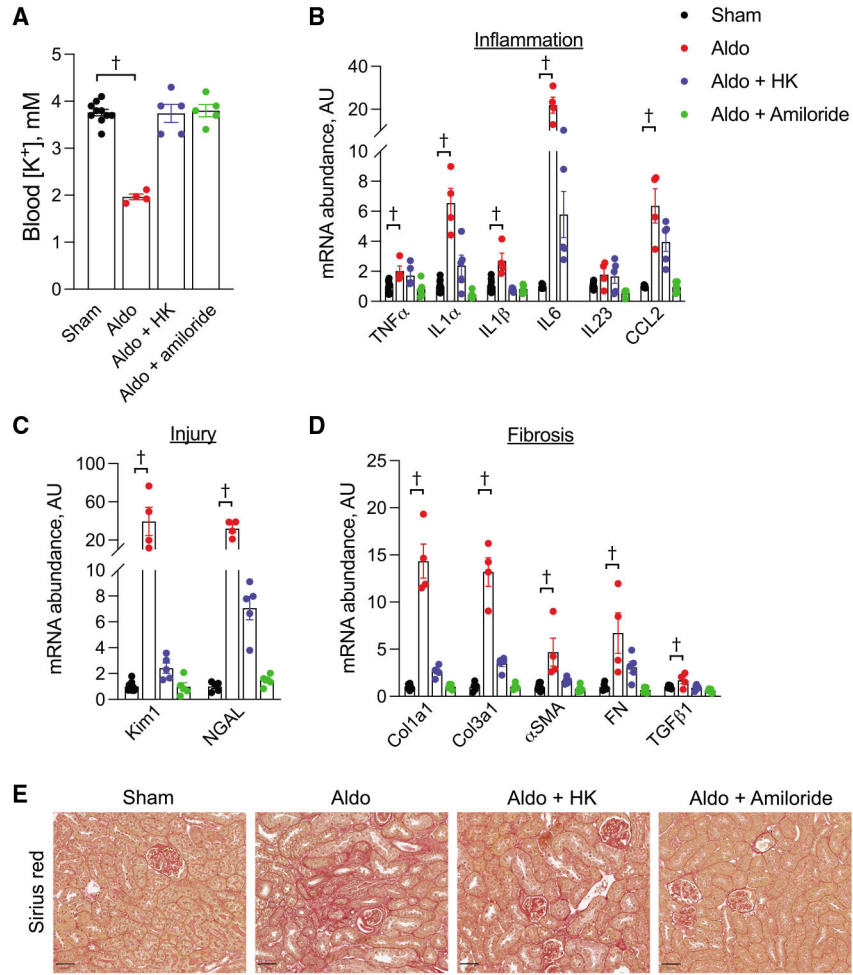 A
Blood [K+], mM
5
4
3
2
1
0
†
Sham
Aldo
Aldo + HK
Aldo + amiloride
B
Inflammation
mRNA abundance, AU
40
20
10
8
6
4
2
0
†
†
†
†
†
TNFα
IL1α
IL1β
IL6
IL23
CCL2
Sham
Aldo
Aldo + HK
Aldo + Amiloride
C
Injury
mRNA abundance, AU
100
60
20
10
8
6
4
2
0
†
†
Kim1
NGAL
D
Fibrosis
mRNA abundance, AU
25
20
15
10
5
0
†
†
†
†
†
Col1a1
Col3a1
αSMA
FN
TGFβ1
E
Sham
Aldo
Aldo + HK
Aldo + Amiloride
Sirius red